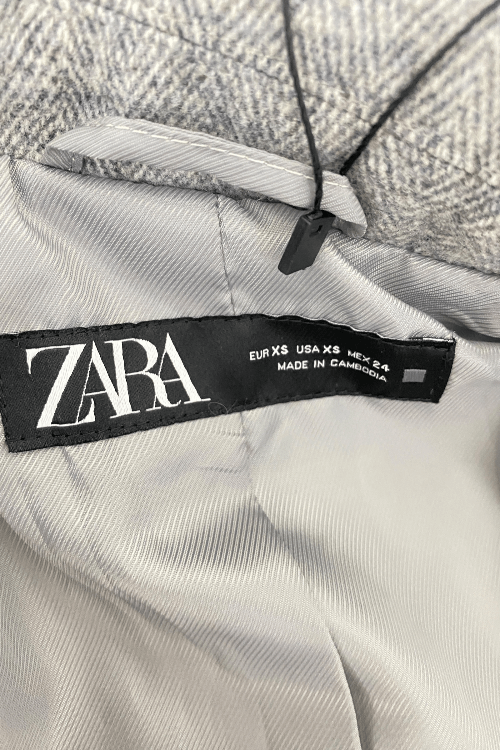 ZARA
EUR XS USA XS MEX 24
MADE IN CAMBODIA